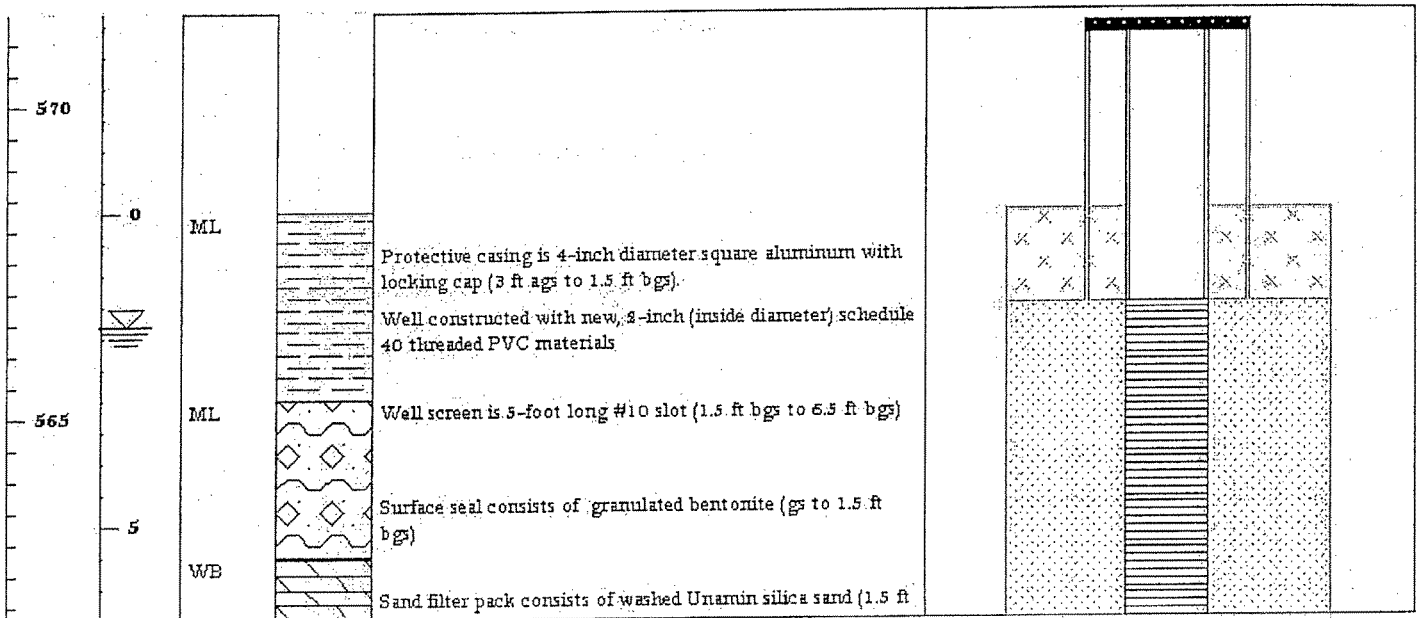 570
0
ML
Protective casing is 4-inch diameter square aluminum with
locking cap (3 ft ags to 1.5 ft bgs).
Well constructed with new, 2-inch (inside diameter) schedule
40 threaded PVC materials
ML
565
Well screen is 5-foot long #10 slot (1.5 ft bgs to 6.5 ft bgs)
Surface seal consists of granulated bentonite (gs to 1.5 ft
bgs)
5
WB
Sand filter pack consists of washed Unamin silica sand (1.5 ft